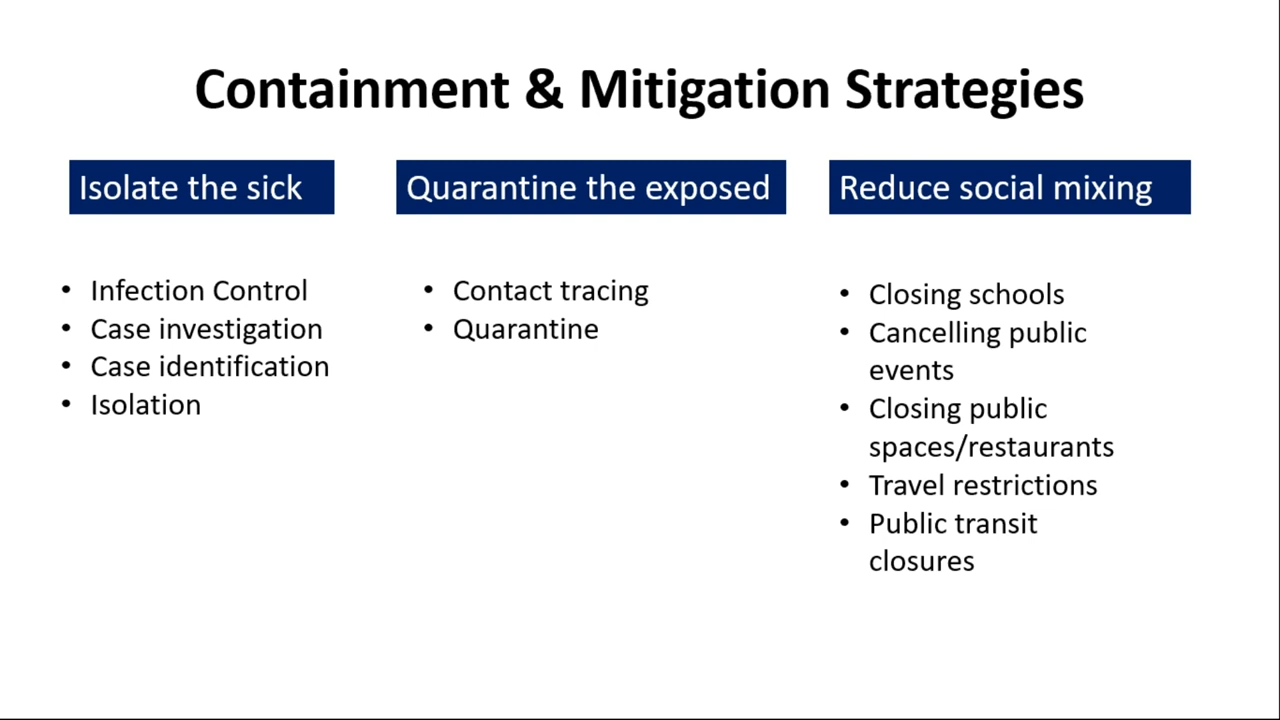 Containment & Mitigation Strategies
Isolate the sick
• Infection Control
• Case investigation
• Case identification
• Isolation
Quarantine the exposed
• Contact tracing
• Quarantine
Reduce social mixing
• Closing schools
• Cancelling public
events
• Closing public
spaces/restaurants
• Travel restrictions
• Public transit
closures